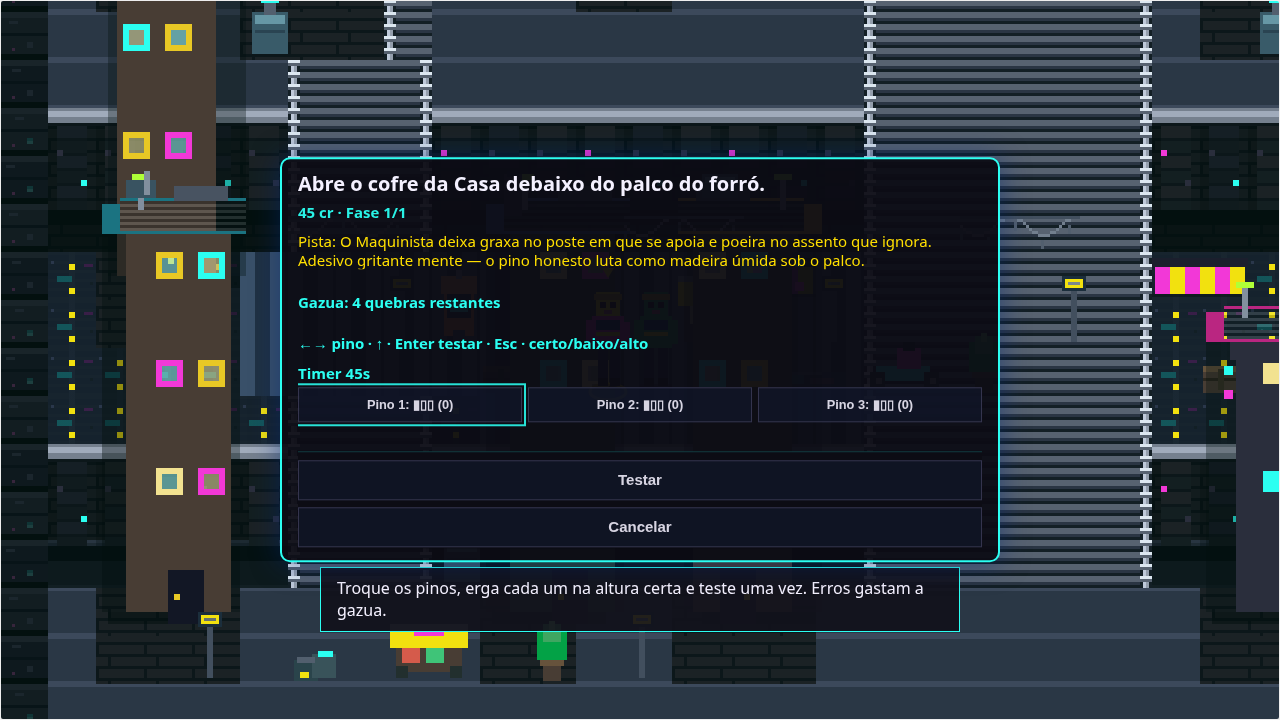 Abre o cofre da Casa debaixo do palco do forró.
45 cr · Fase 1/1
Pista: O Maquinista deixa graxa no poste em que se apoia e poeira no assento que ignora.
Adesivo gritante mente — o pino honesto luta como madeira úmida sob o palco.
Gazua: 4 quebras restantes
←→ pino · ↑ · Enter testar · Esc · certo/baixo/alto
Timer 45s
Pino 1: ▮▯▯ (0)
Pino 2: ▮▯▯ (0)
Pino 3: ▮▯▯ (0)
Testar
Cancelar
Troque os pinos, erga cada um na altura certa e teste uma vez. Erros gastam a
gazua.